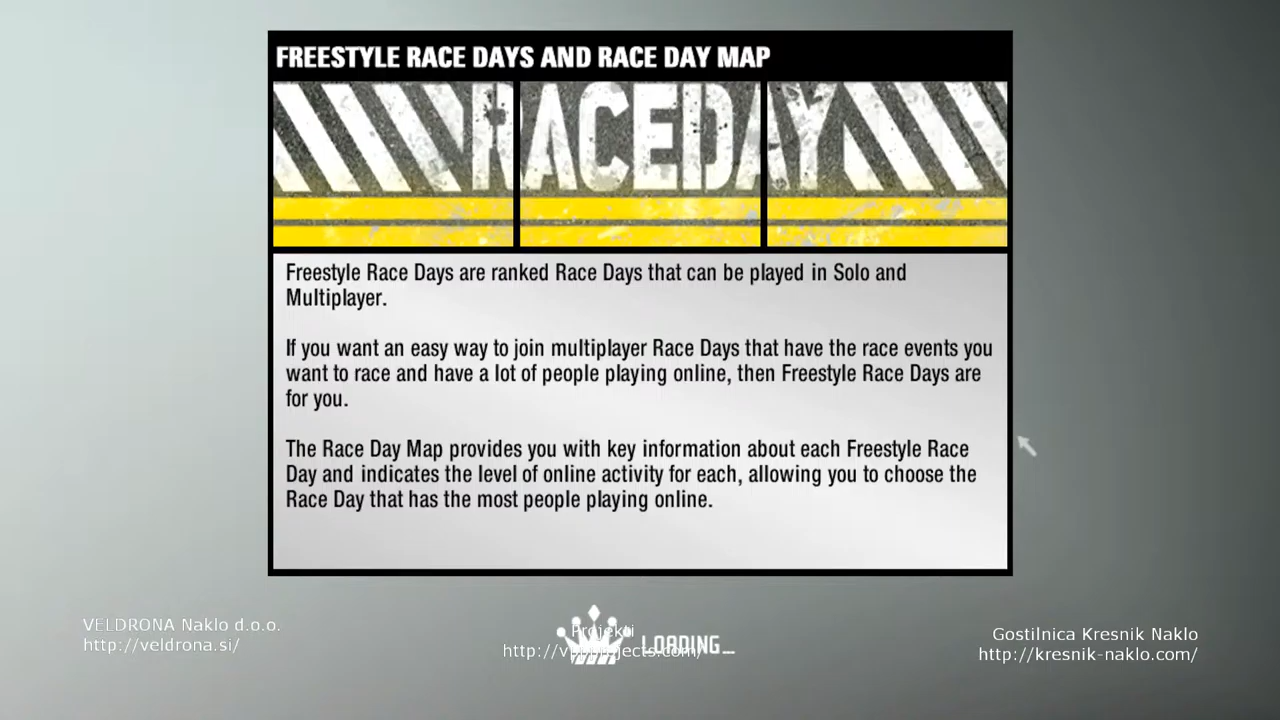 FREESTYLE RACE DAYS AND RACE DAY MAP
RACEDAY
Freestyle Race Days are ranked Race Days that can be played in Solo and
Multiplayer.
If you want an easy way to join multiplayer Race Days that have the race events you
want to race and have a lot of people playing online, then Freestyle Race Days are
for you.
The Race Day Map provides you with key information about each Freestyle Race
Day and indicates the level of online activity for each, allowing you to choose the
Race Day that has the most people playing online.
VELDRONA Naklo d.o.o.
http://veldrona.si/
Projekti
LOADING...
Gostilnica Kresnik Naklo
http://kresnik-naklo.com/